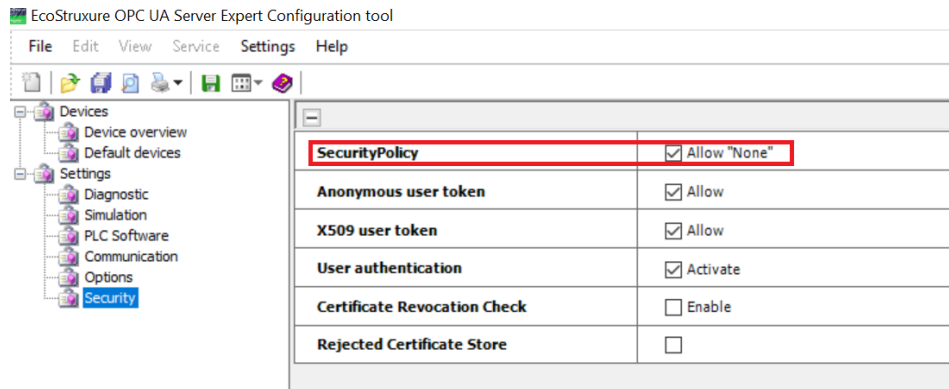 EcoStruxure OPC UA Server Expert Configuration tool
File Edit View Service Settings Help
Devices
Device overview
Default devices
Settings
Diagnostic
Simulation
PLC Software
Communication
Options
Security
SecurityPolicy Allow "None"
Anonymous user token Allow
X509 user token Allow
User authentication Activate
Certificate Revocation Check Enable
Rejected Certificate Store